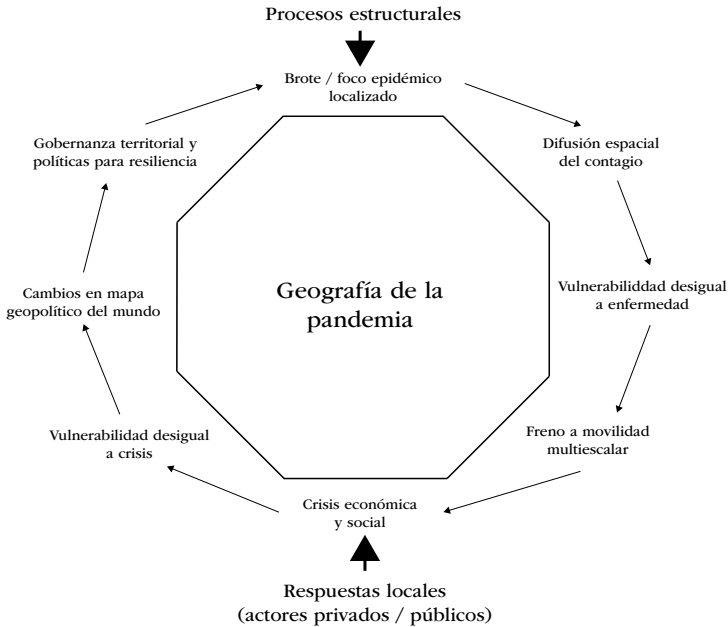 Procesos estructurales
Brote / foco epidémico
localizado
Difusión espacial
del contagio
Vulnerabiliddad desigual
a enfermedad
Freno a movilidad
multiescalar
Crisis económica
y social
Vulnerabilidad desigual
a crisis
Cambios en mapa
geopolítico del mundo
Gobernanza territorial y
políticas para resiliencia
Geografía de la
pandemia
Respuestas locales
(actores privados / públicos)